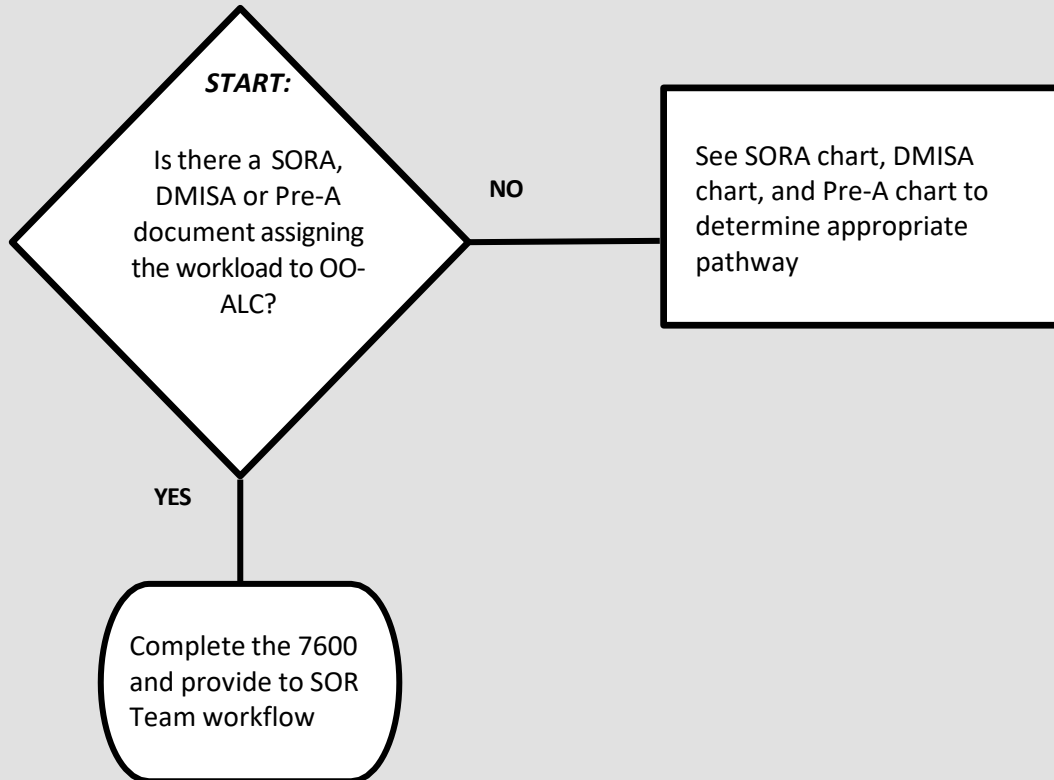 START:
Is there a SORA,
DMISA or Pre-A
document assigning
the workload to OO-
ALC?
NO
See SORA chart, DMISA
chart, and Pre-A chart to
determine appropriate
pathway
YES
Complete the 7600
and provide to SOR
Team workflow